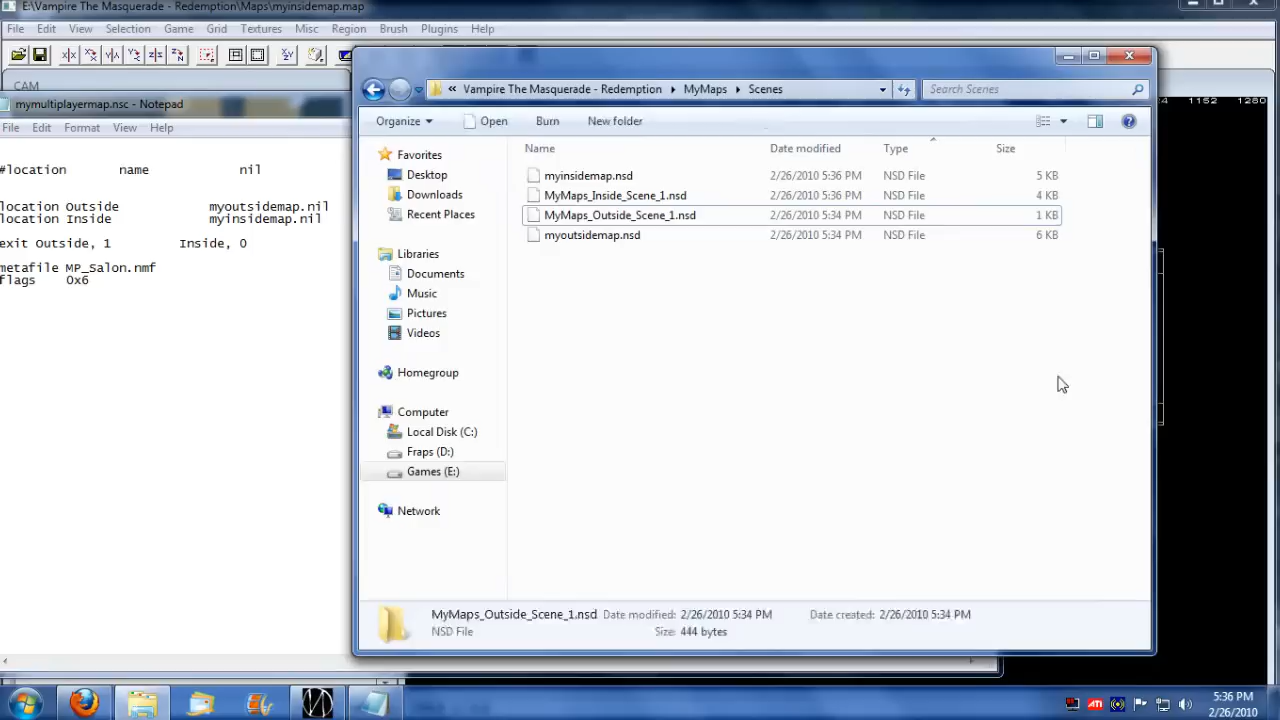 E:\Vampire The Masquerade - Redemption\Maps\myinsidemap.map
File Edit View Selection Game Grid Textures Misc Region Brush Plugins Help
CAM
1152 1280
mymultiplayermap.nsc - Notepad
File Edit Format View Help
#location name nil
location Outside myoutsidemap.nil
location Inside myinsidemap.nil
exit Outside, 1 Inside, 0
metafile MP_Salon.nmf
flags 0x6
« Vampire The Masquerade - Redemption MyMaps Scenes
Search Scenes
Organize Open Burn New folder
Favorites
Desktop
Downloads
Recent Places
Libraries
Documents
Music
Pictures
Videos
Homegroup
Computer
Local Disk (C:)
Fraps (D:)
Games (E:)
Network
Name Date modified Type Size
myinsidemap.nsd 2/26/2010 5:36 PM NSD File 5 KB
MyMaps_Inside_Scene_1.nsd 2/26/2010 5:36 PM NSD File 4 KB
MyMaps_Outside_Scene_1.nsd 2/26/2010 5:34 PM NSD File 1 KB
myoutsidemap.nsd 2/26/2010 5:34 PM NSD File 6 KB
MyMaps_Outside_Scene_1.nsd Date modified: 2/26/2010 5:34 PM Date created: 2/26/2010 5:34 PM
NSD File Size: 444 bytes
ATI
5:36 PM
2/26/2010